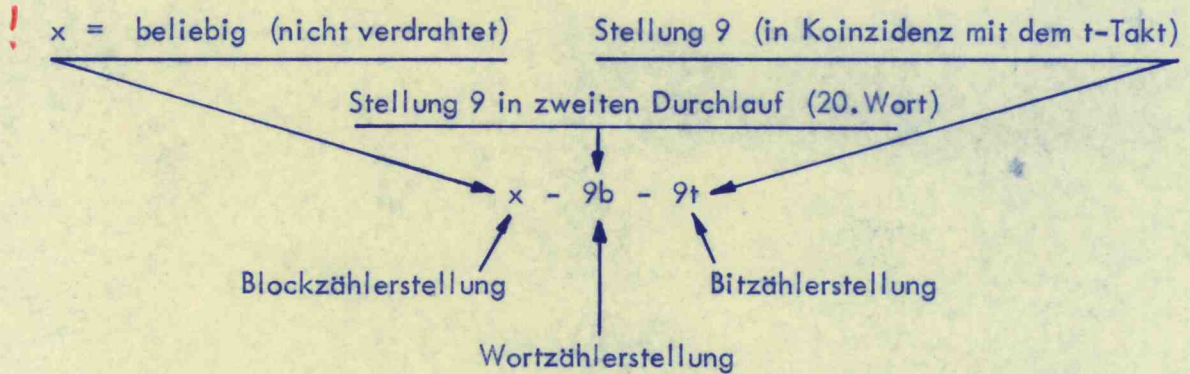 ! x = beliebig (nicht verdrahtet) Stellung 9 (in Koinzidenz mit dem t-Takt)
Stellung 9 in zweiten Durchlauf (20. Wort)
x - 9b - 9t
Blockzählerstellung Bitzählerstellung
Wortzählerstellung